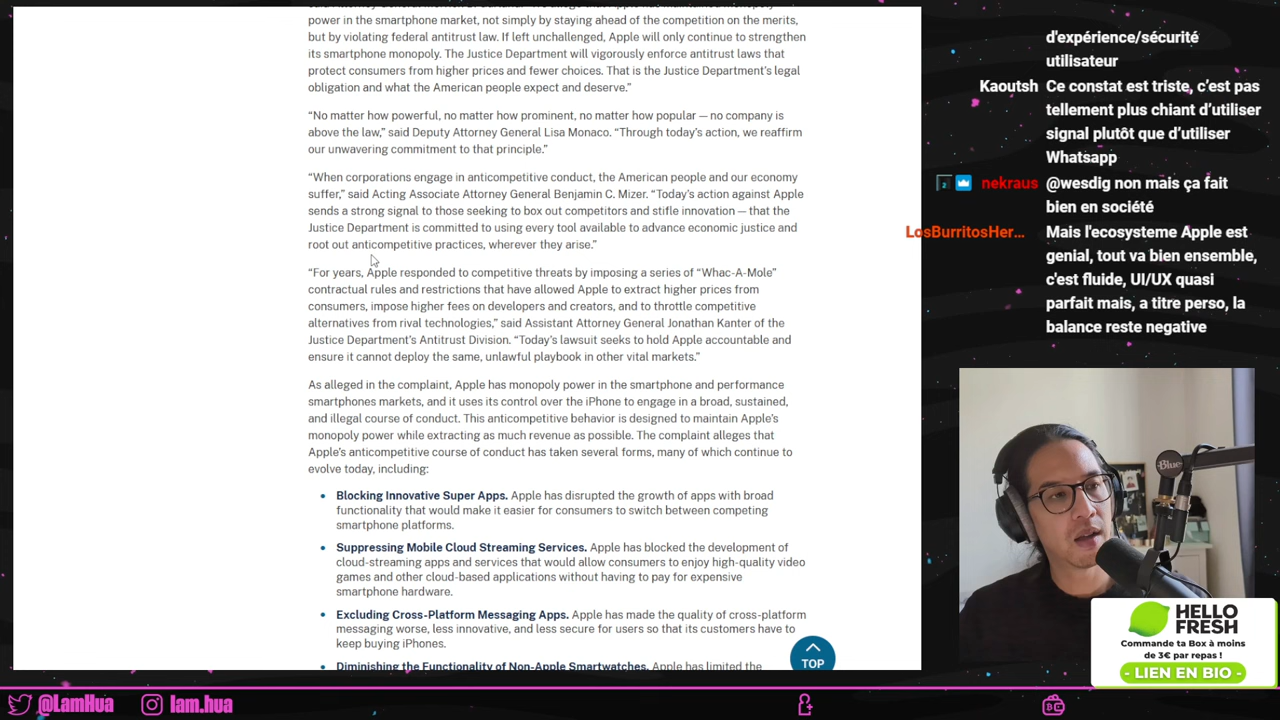 power in the smartphone market, not simply by staying ahead of the competition on the merits,
but by violating federal antitrust law. If left unchallenged, Apple will only continue to strengthen
its smartphone monopoly. The Justice Department will vigorously enforce antitrust laws that
protect consumers from higher prices and fewer choices. That is the Justice Department’s legal
obligation and what the American people expect and deserve.”
“No matter how powerful, no matter how prominent, no matter how popular — no company is
above the law,” said Deputy Attorney General Lisa Monaco. “Through today’s action, we reaffirm
our unwavering commitment to that principle.”
“When corporations engage in anticompetitive conduct, the American people and our economy
suffer,” said Acting Associate Attorney General Benjamin C. Mizer. “Today’s action against Apple
sends a strong signal to those seeking to box out competitors and stifle innovation — that the
Justice Department is committed to using every tool available to advance economic justice and
root out anticompetitive practices, wherever they arise.”
“For years, Apple responded to competitive threats by imposing a series of “Whac-A-Mole”
contractual rules and restrictions that have allowed Apple to extract higher prices from
consumers, impose higher fees on developers and creators, and to throttle competitive
alternatives from rival technologies,” said Assistant Attorney General Jonathan Kanter of the
Justice Department’s Antitrust Division. “Today’s lawsuit seeks to hold Apple accountable and
ensure it cannot deploy the same, unlawful playbook in other vital markets.”
As alleged in the complaint, Apple has monopoly power in the smartphone and performance
smartphones markets, and it uses its control over the iPhone to engage in a broad, sustained,
and illegal course of conduct. This anticompetitive behavior is designed to maintain Apple’s
monopoly power while extracting as much revenue as possible. The complaint alleges that
Apple’s anticompetitive course of conduct has taken several forms, many of which continue to
evolve today, including:
• Blocking Innovative Super Apps. Apple has disrupted the growth of apps with broad
functionality that would make it easier for consumers to switch between competing
smartphone platforms.
• Suppressing Mobile Cloud Streaming Services. Apple has blocked the development of
cloud-streaming apps and services that would allow consumers to enjoy high-quality video
games and other cloud-based applications without having to pay for expensive
smartphone hardware.
• Excluding Cross-Platform Messaging Apps. Apple has made the quality of cross-platform
messaging worse, less innovative, and less secure for users so that its customers have to
keep buying iPhones.
• Diminishing the Functionality of Non-Apple Smartwatches. Apple has limited the
TOP
d'expérience/sécurité
utilisateur
Kaoutsh Ce constat est triste, c’est pas
tellement plus chiant d’utiliser
signal plutôt que d’utiliser
Whatsapp
2 nekraus @wesdig non mais ça fait
bien en société
LosBurritosHer... Mais l'ecosysteme Apple est
genial, tout va bien ensemble,
c'est fluide, UI/UX quasi
parfait mais, a titre perso, la
balance reste negative
Blue
HELLO
FRESH
Commande ta Box à moins
de 3€ par repas !
- LIEN EN BIO -
@LamHua
lam.hua